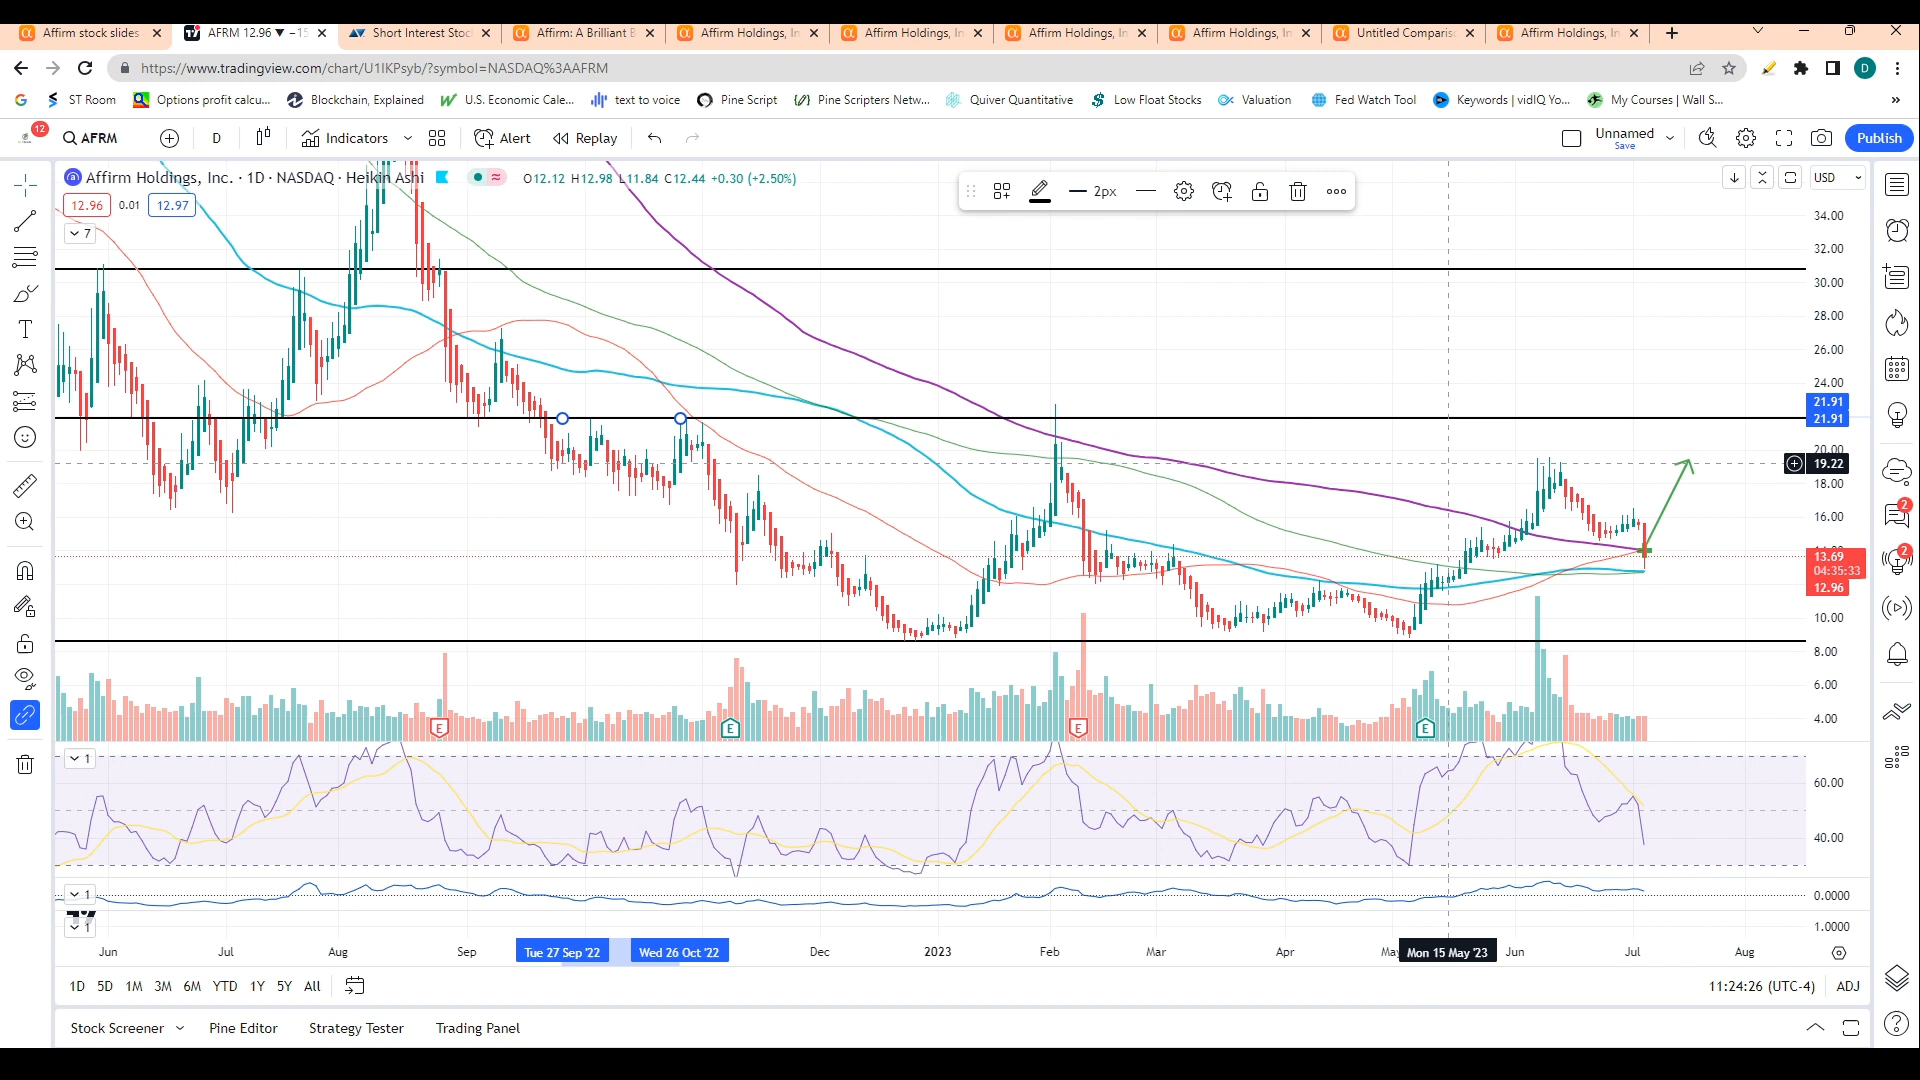 Affirm stock slides
AFRM 12.96 ▼ −15
Short Interest Stoc
Affirm: A Brilliant B
Affirm Holdings, In
Affirm Holdings, In
Affirm Holdings, In
Affirm Holdings, In
Untitled Comparis
Affirm Holdings, In
https://www.tradingview.com/chart/U1IKPsyb/?symbol=NASDAQ%3AAFRM
D
ST Room
Options profit calcu...
Blockchain, Explained
U.S. Economic Cale...
text to voice
Pine Script
Pine Scripters Netw...
Quiver Quantitative
Low Float Stocks
Valuation
Fed Watch Tool
Keywords | vidIQ Yo...
My Courses | Wall S...
12
AFRM
D
Indicators
Alert
Replay
Unnamed
Save
Publish
Affirm Holdings, Inc. · 1D · NASDAQ · Heikin Ashi
O12.12 H12.98 L11.84 C12.44 +0.30 (+2.50%)
2px
USD
12.96
0.01
12.97
7
34.00
32.00
30.00
28.00
26.00
24.00
21.91
21.91
20.00
19.22
18.00
16.00
13.69
04:35:33
12.96
10.00
8.00
6.00
4.00
2
2
E
E
E
E
1
60.00
40.00
1
0.0000
1
1.0000
Jun
Jul
Aug
Sep
Tue 27 Sep '22
Wed 26 Oct '22
Dec
2023
Feb
Mar
Apr
May
Mon 15 May '23
Jun
Jul
Aug
1D
5D
1M
3M
6M
YTD
1Y
5Y
All
11:24:26 (UTC-4)
ADJ
Stock Screener
Pine Editor
Strategy Tester
Trading Panel